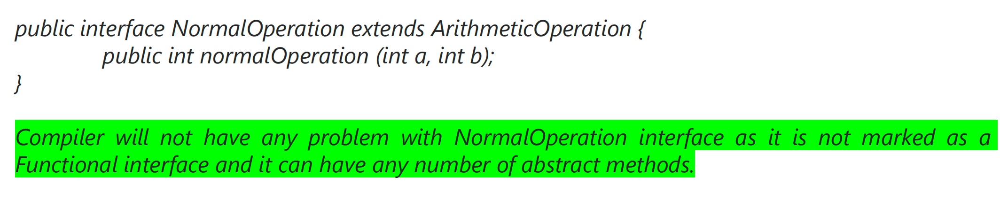 public interface NormalOperation extends ArithmeticOperation {
public int normalOperation (int a, int b);
}
Compiler will not have any problem with NormalOperation interface as it is not marked as a
Functional interface and it can have any number of abstract methods.